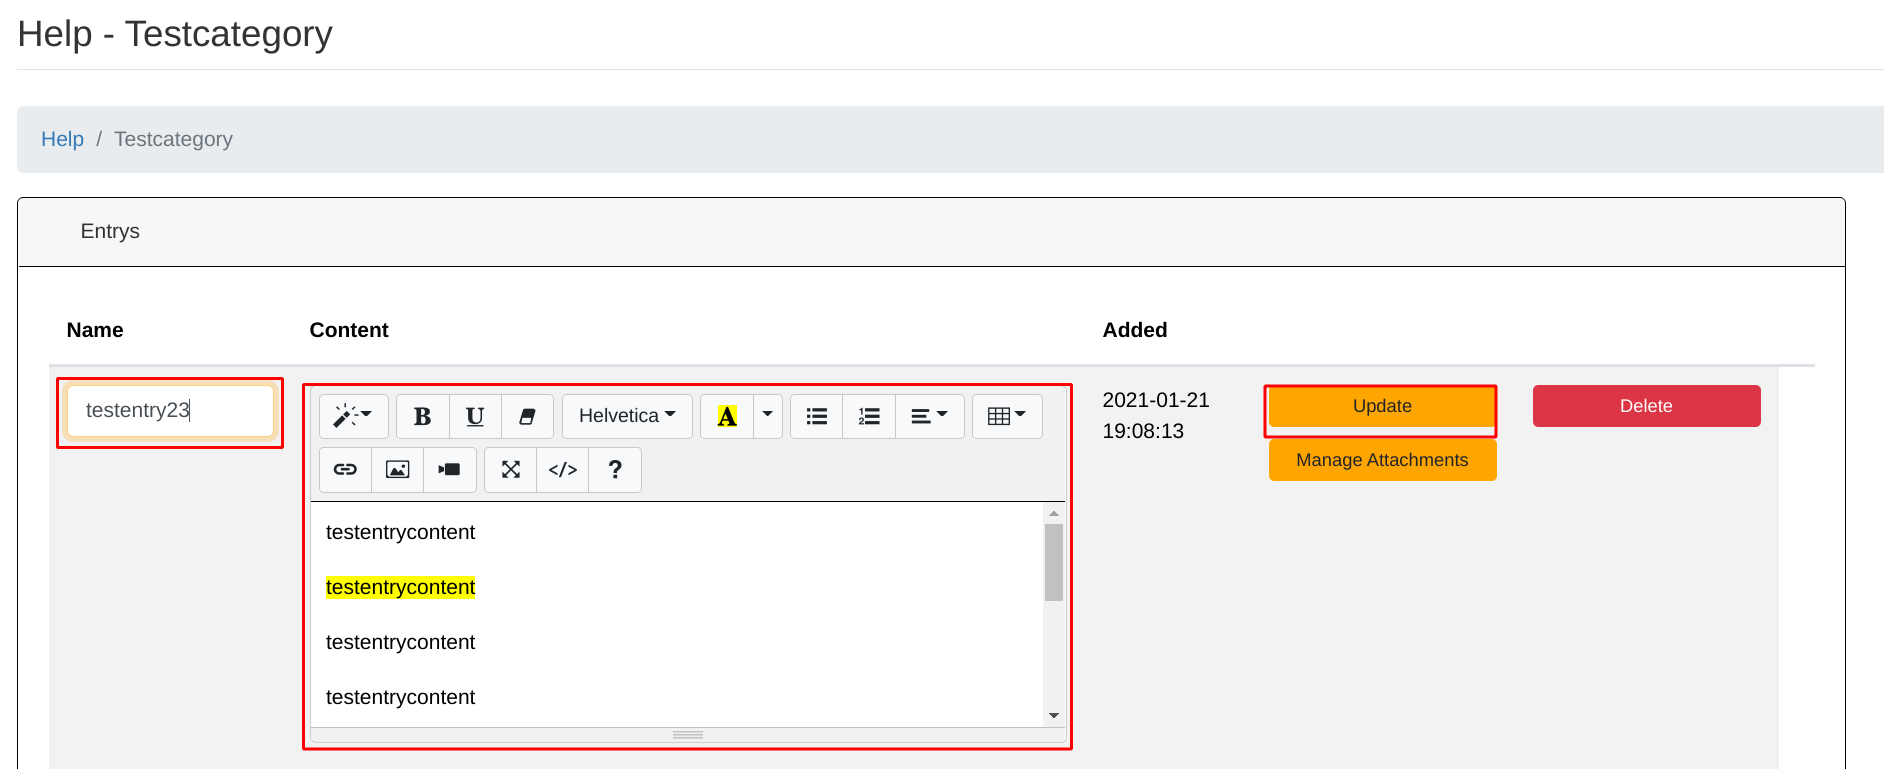 Help - Testcategory
Help / Testcategory
Entrys
Name Content Added
testentry23
B U Helvetica A
</> ?
testentrycontent
testentrycontent
testentrycontent
testentrycontent
2021-01-21
19:08:13
Update
Manage Attachments
Delete